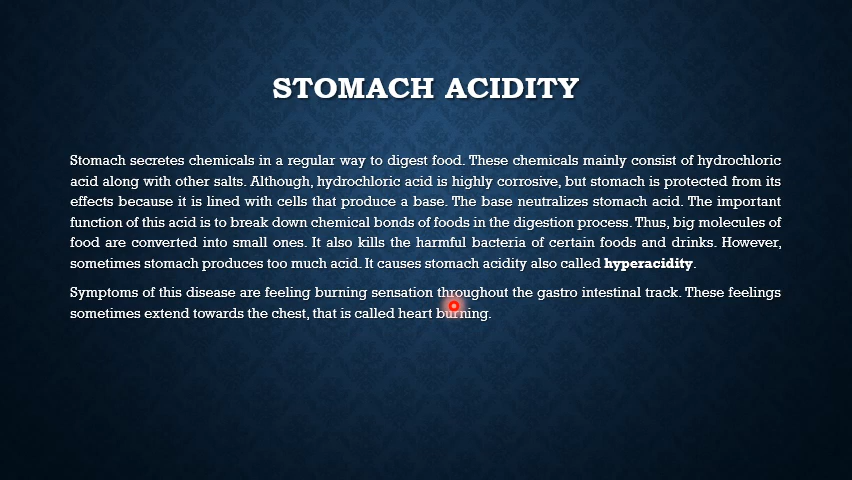 STOMACH ACIDITY
Stomach secretes chemicals in a regular way to digest food. These chemicals mainly consist of hydrochloric
acid along with other salts. Although, hydrochloric acid is highly corrosive, but stomach is protected from its
effects because it is lined with cells that produce a base. The base neutralizes stomach acid. The important
function of this acid is to break down chemical bonds of foods in the digestion process. Thus, big molecules of
food are converted into small ones. It also kills the harmful bacteria of certain foods and drinks. However,
sometimes stomach produces too much acid. It causes stomach acidity also called hyperacidity.
Symptoms of this disease are feeling burning sensation throughout the gastro intestinal track. These feelings
sometimes extend towards the chest, that is called heart burning.